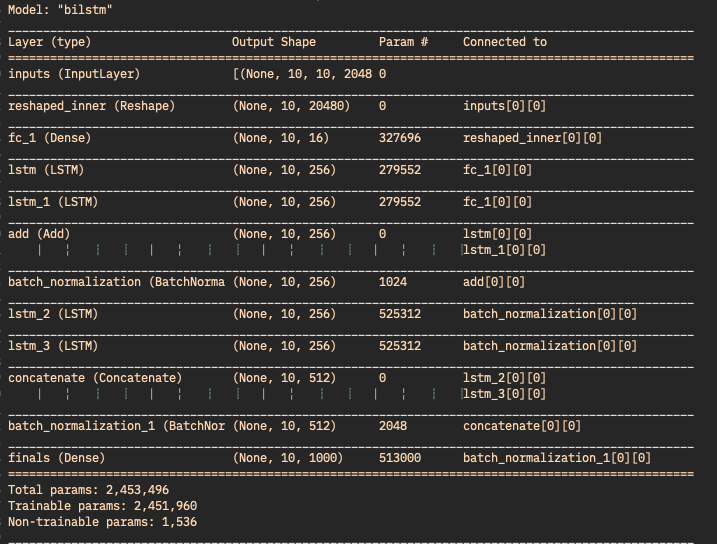 Model: "bilstm"
Layer (type) Output Shape Param # Connected to
inputs (InputLayer) [(None, 10, 10, 2048 0
reshaped_inner (Reshape) (None, 10, 20480) 0 inputs[0][0]
fc_1 (Dense) (None, 10, 16) 327696 reshaped_inner[0][0]
lstm (LSTM) (None, 10, 256) 279552 fc_1[0][0]
lstm_1 (LSTM) (None, 10, 256) 279552 fc_1[0][0]
add (Add) (None, 10, 256) 0 lstm[0][0]
lstm_1[0][0]
batch_normalization (BatchNorma (None, 10, 256) 1024 add[0][0]
lstm_2 (LSTM) (None, 10, 256) 525312 batch_normalization[0][0]
lstm_3 (LSTM) (None, 10, 256) 525312 batch_normalization[0][0]
concatenate (Concatenate) (None, 10, 512) 0 lstm_2[0][0]
lstm_3[0][0]
batch_normalization_1 (BatchNor (None, 10, 512) 2048 concatenate[0][0]
finals (Dense) (None, 10, 1000) 513000 batch_normalization_1[0][0]
Total params: 2,453,496
Trainable params: 2,451,960
Non-trainable params: 1,536